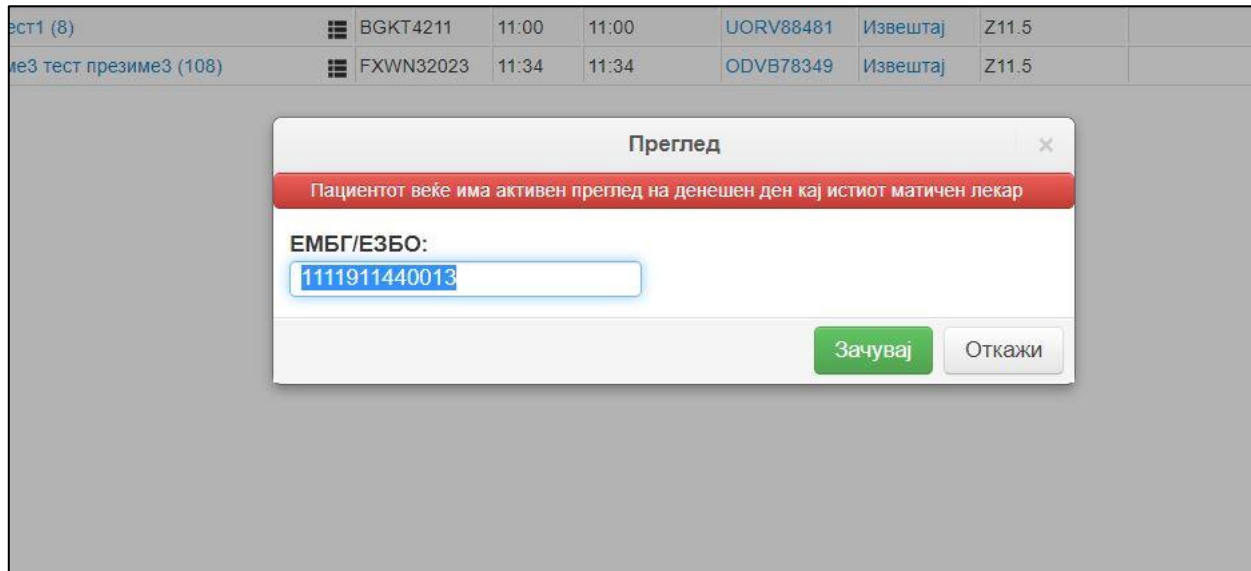 ест1 (8) BGKT4211 11:00 11:00 UORV88481 Извештај Z11.5
ме3 тест презиме3 (108) FXWN32023 11:34 11:34 ODVB78349 Извештај Z11.5
Преглед ×
Пациентот веќе има активен преглед на денешен ден кај истиот матичен лекар
ЕМБГ/ЕЗБО:
1111911440013
Зачувај Откажи